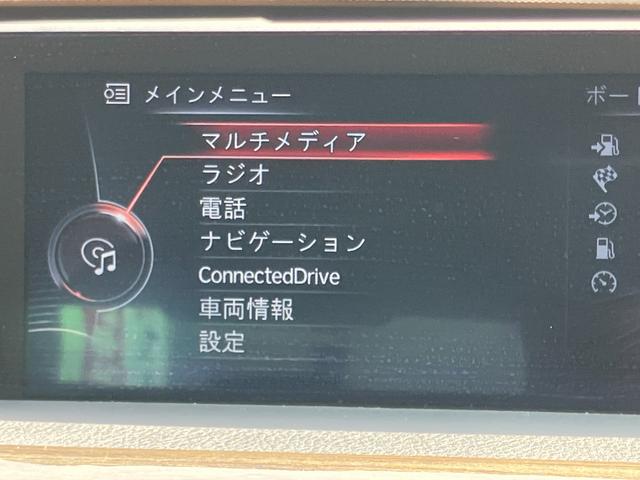 メインメニュー
ボー
マルチメディア
ラジオ
電話
ナビゲーション
ConnectedDrive
車両情報
設定